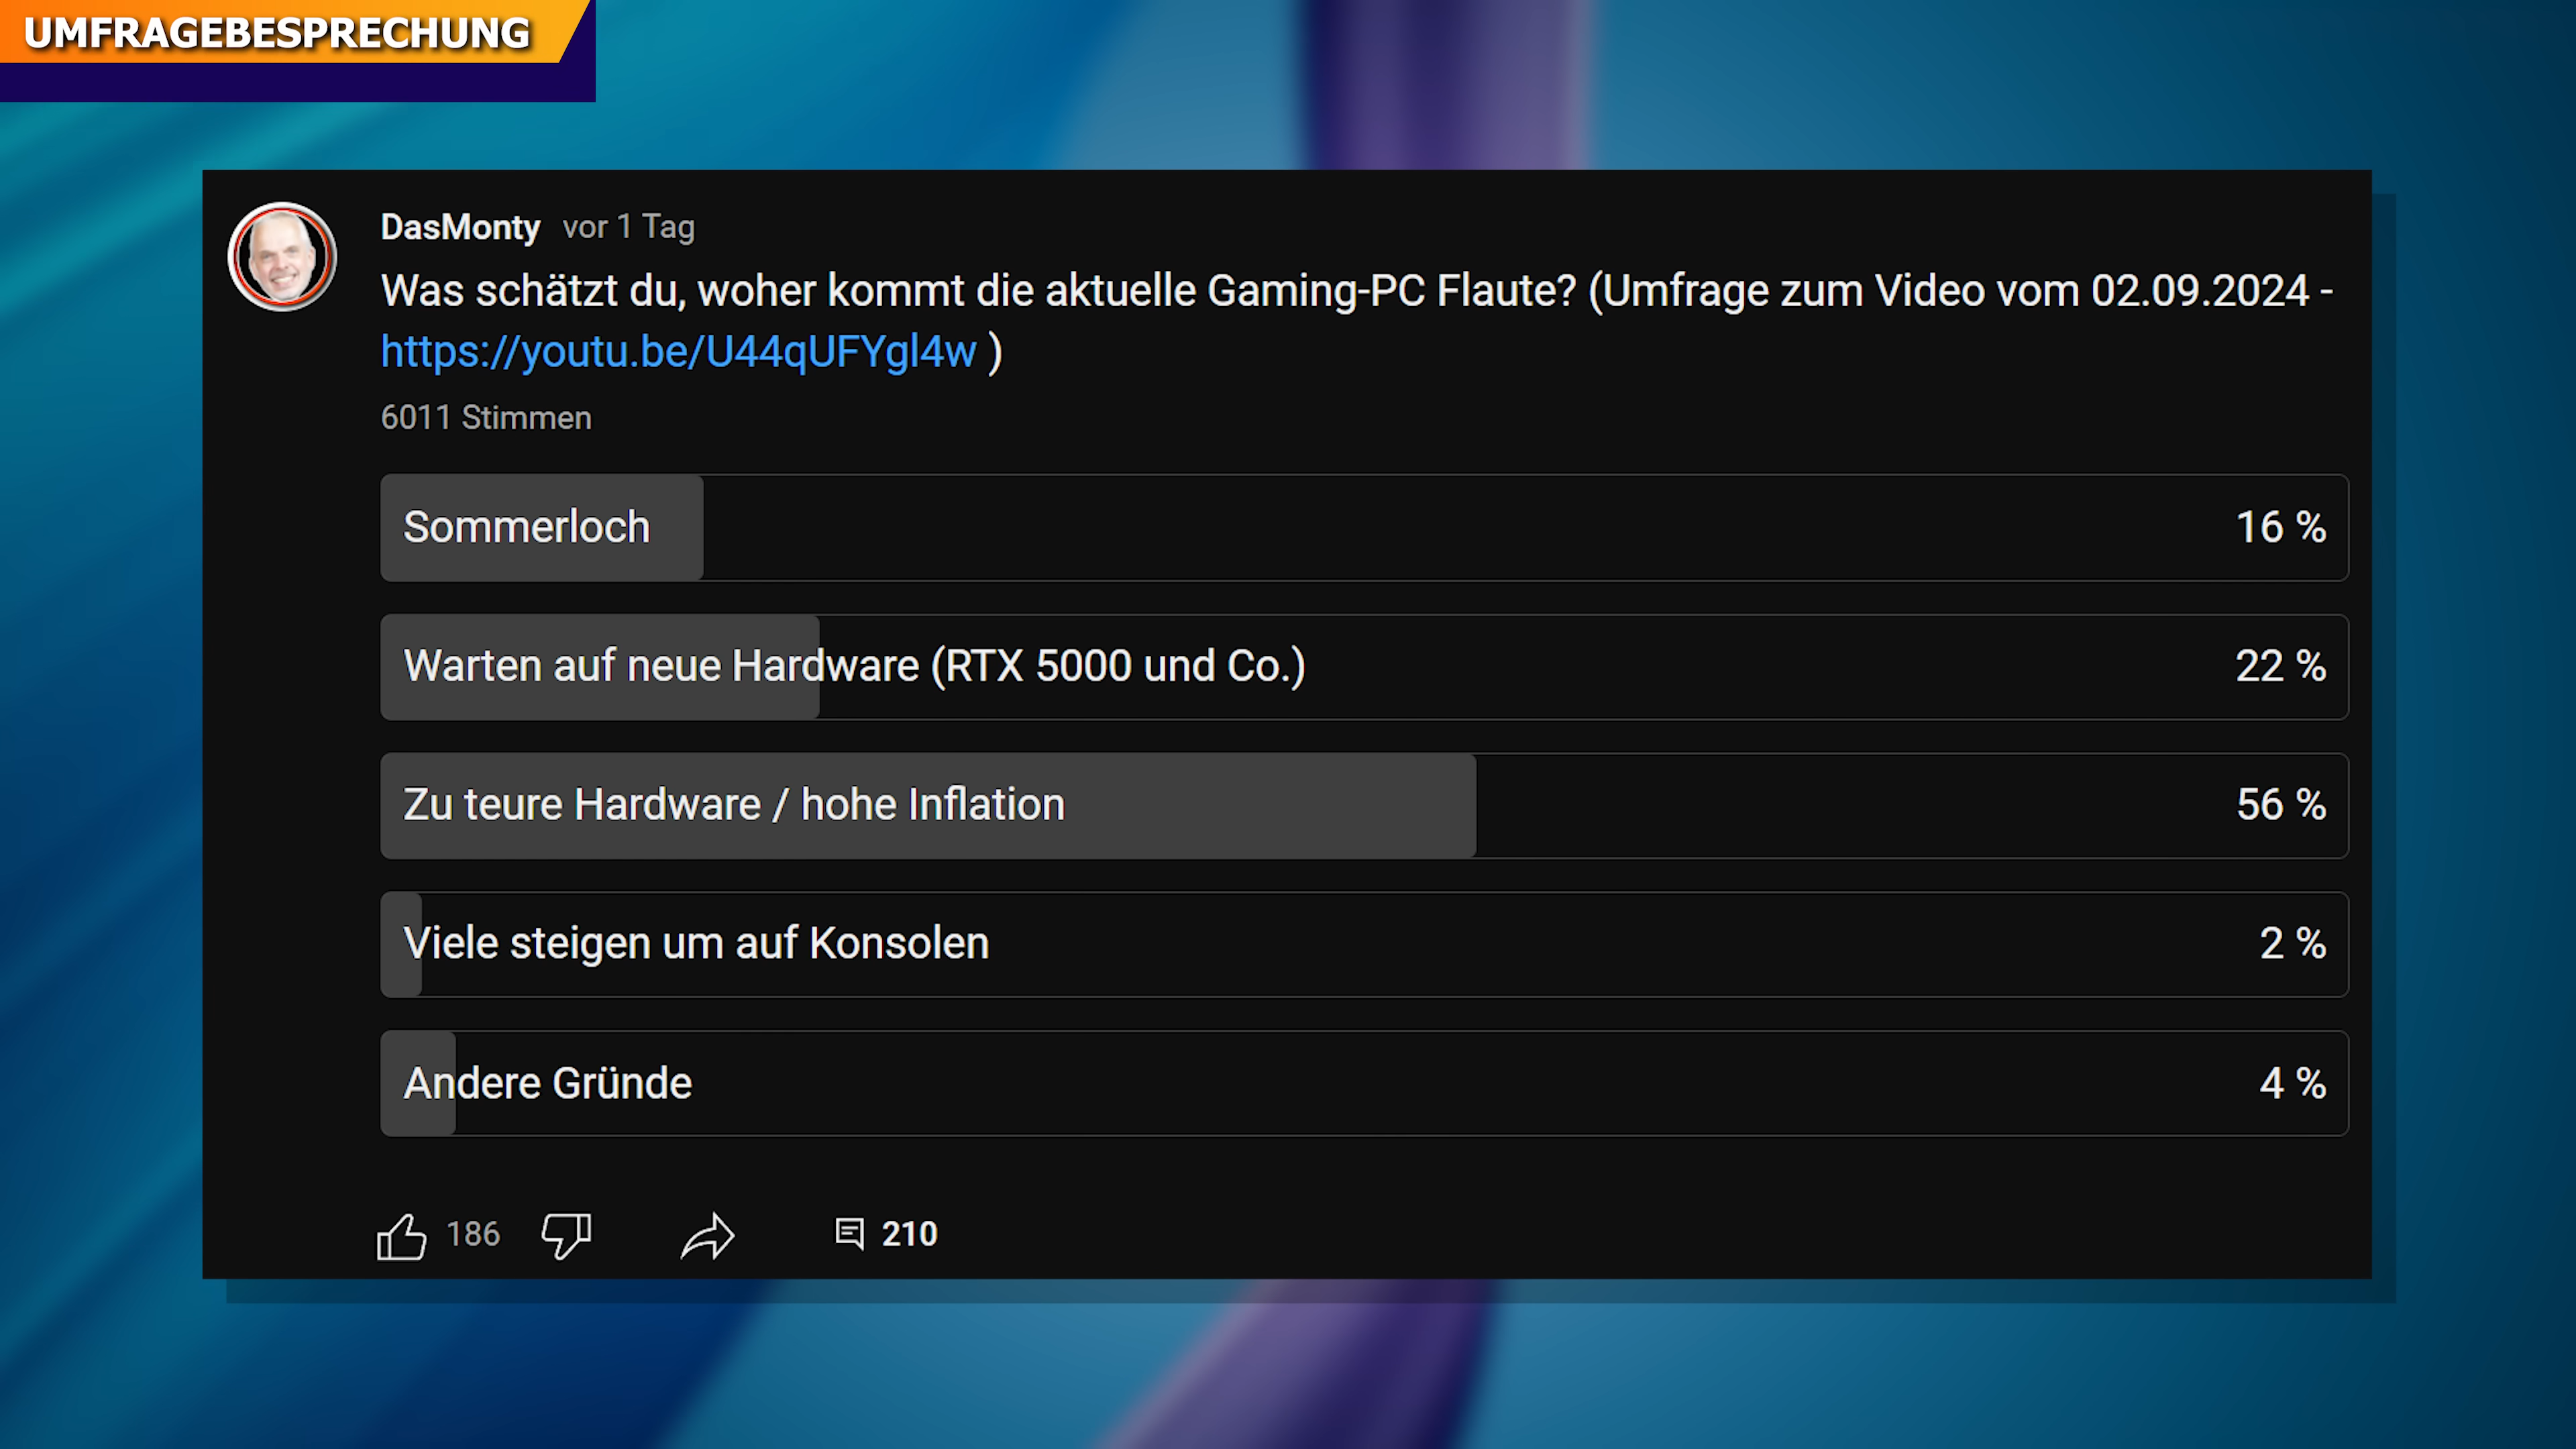 UMFRAGEBESPRECHUNG
DasMonty vor 1 Tag
Was schätzt du, woher kommt die aktuelle Gaming-PC Flaute? (Umfrage zum Video vom 02.09.2024 -
https://youtu.be/U44qUFYgl4w )
6011 Stimmen
Sommerloch 16 %
Warten auf neue Hardware (RTX 5000 und Co.) 22 %
Zu teure Hardware / hohe Inflation 56 %
Viele steigen um auf Konsolen 2 %
Andere Gründe 4 %
186 210